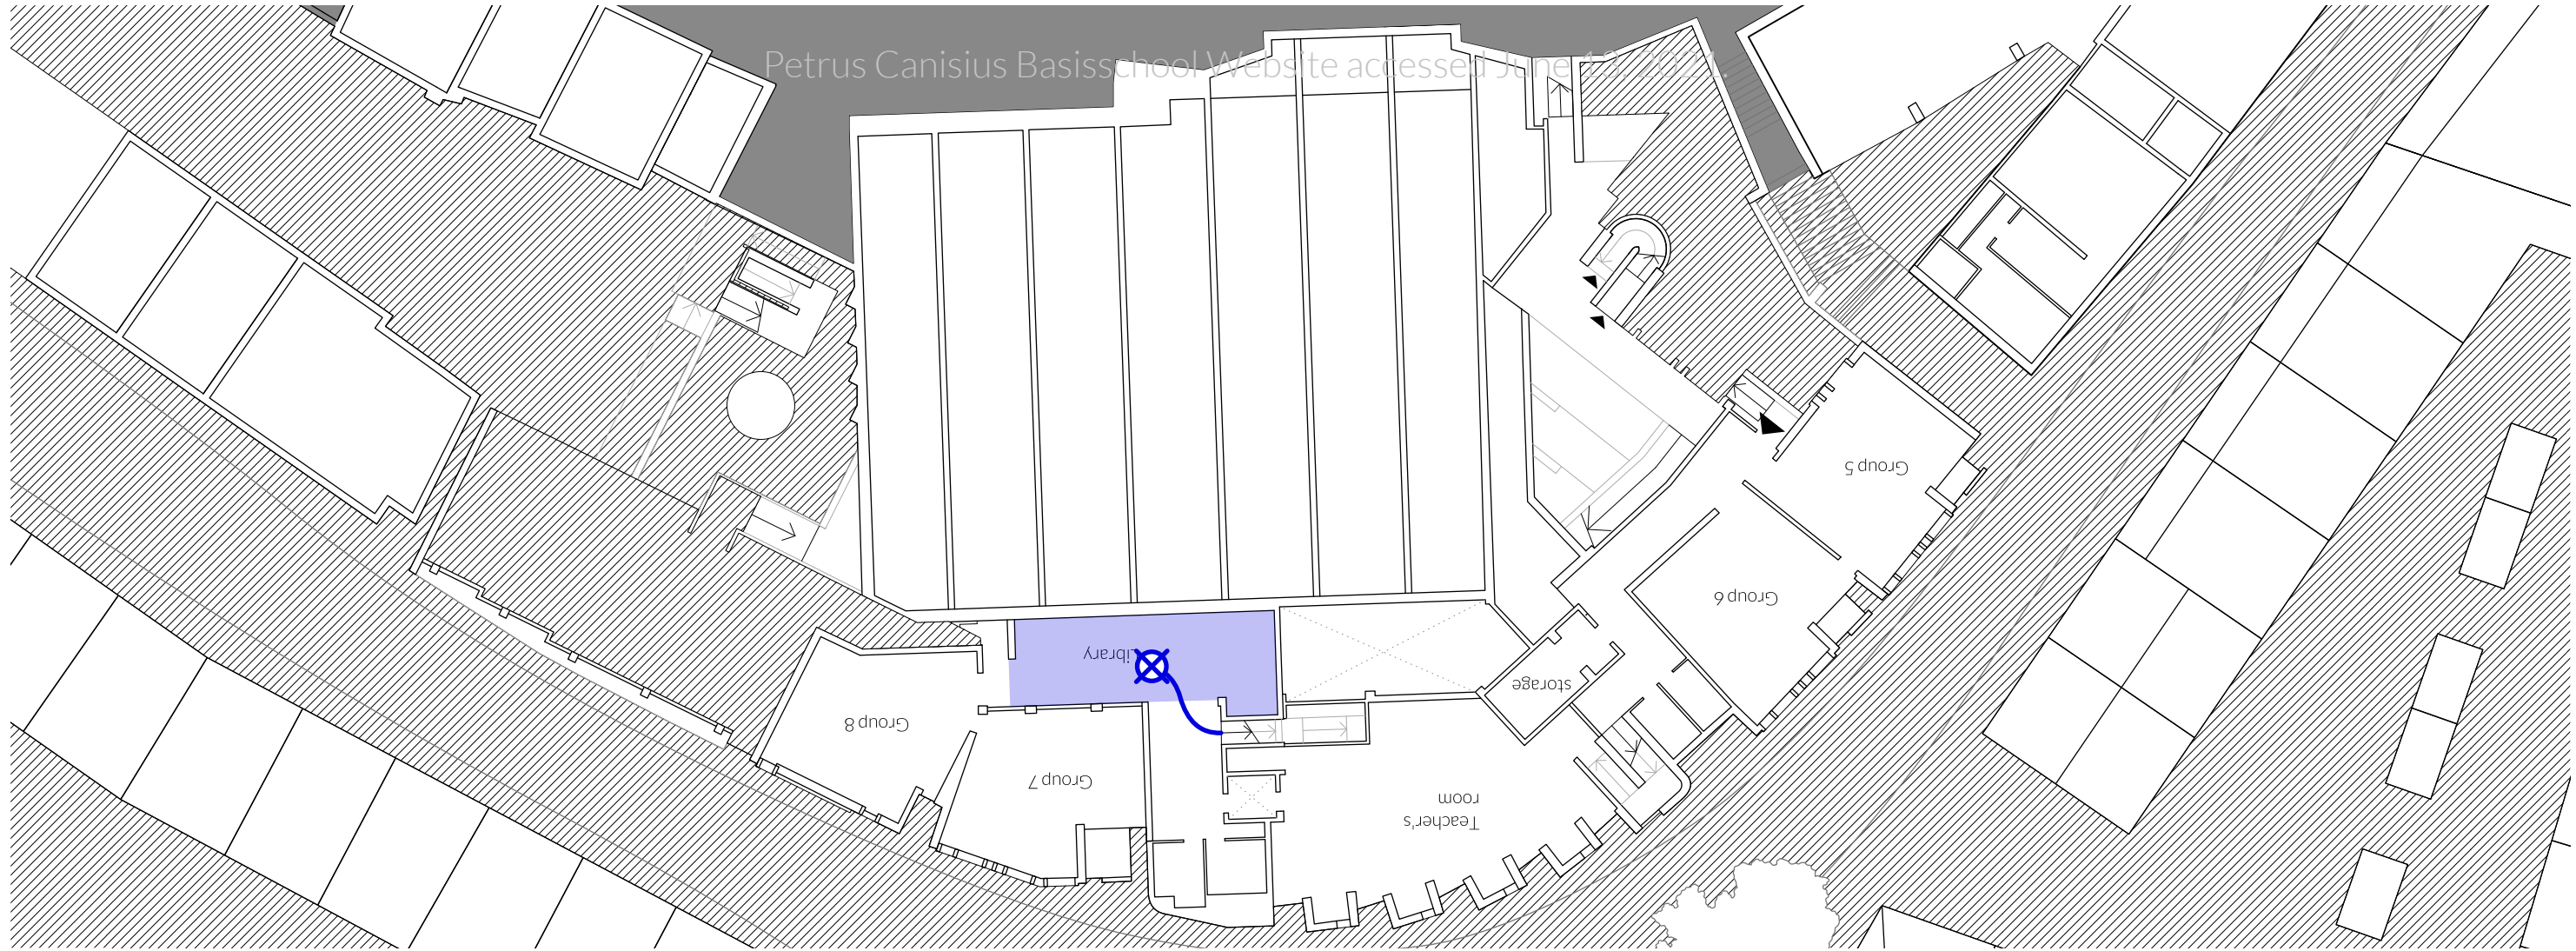 Petrus Canisius Basisschool Website accessed June 13, 2021.
Group 5
Group 6
Library
storage
Group 8
Group 7
Teacher's
room